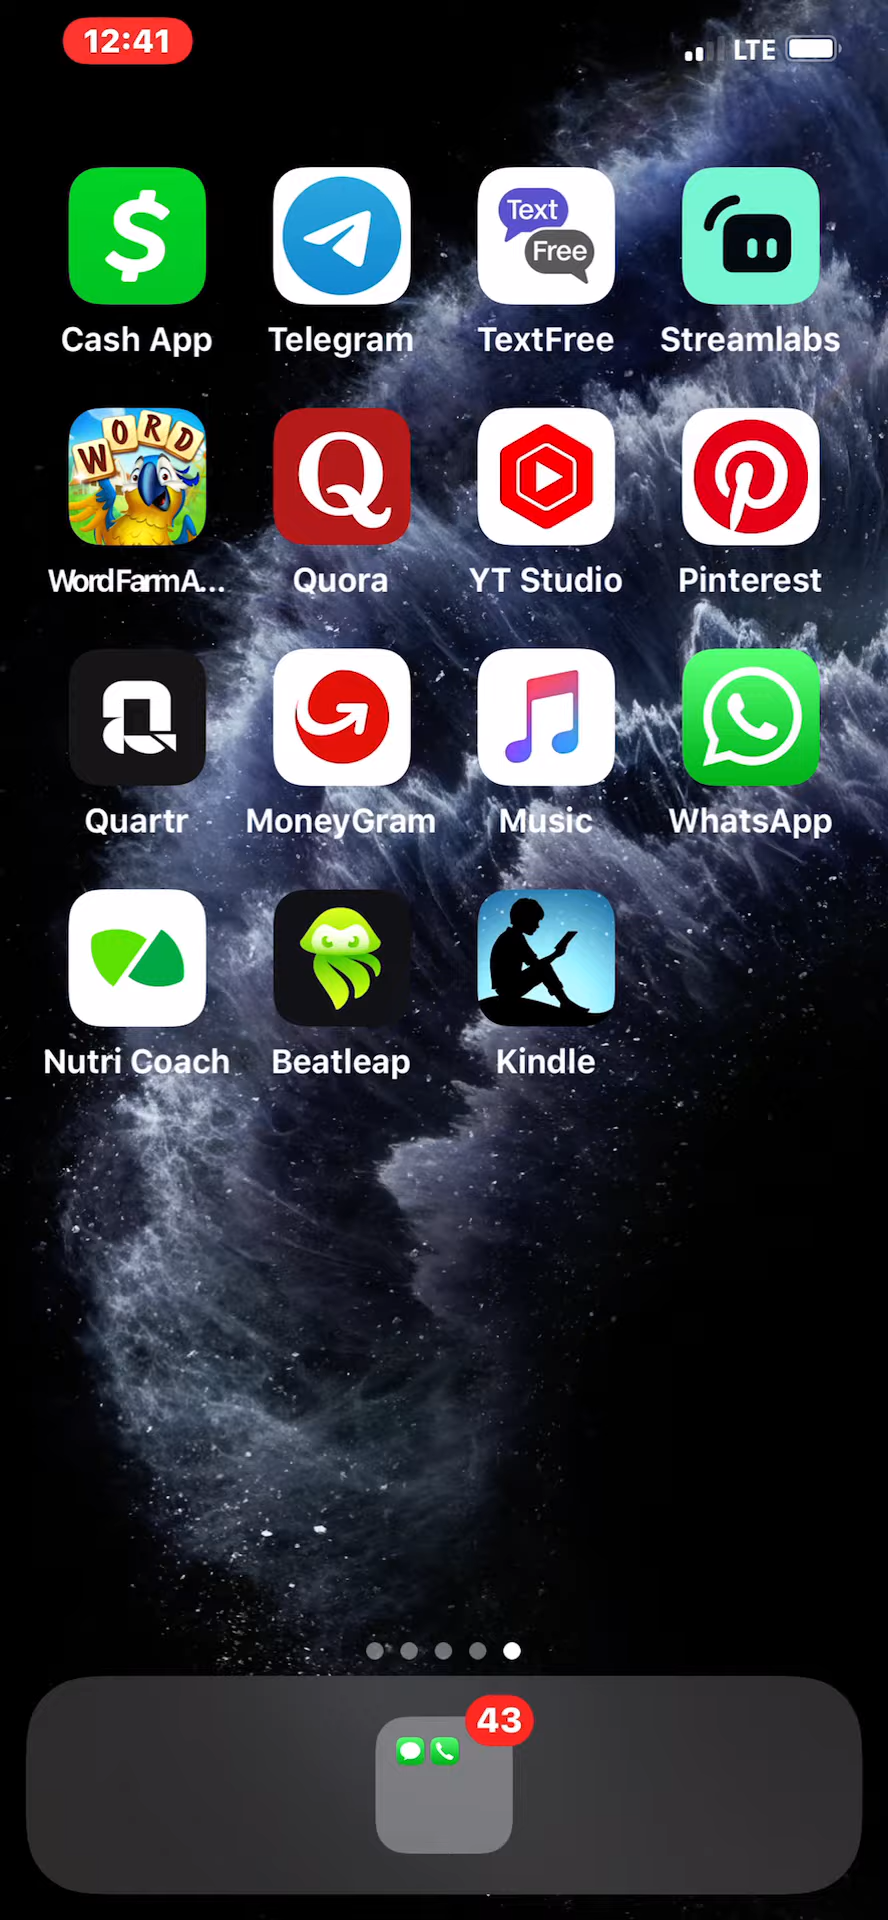 12:41
LTE
Text
Free
Cash App
Telegram
TextFree
Streamlabs
WORD
WordFarmA...
Quora
YT Studio
Pinterest
Quartr
MoneyGram
Music
WhatsApp
Nutri Coach
Beatleap
Kindle
43